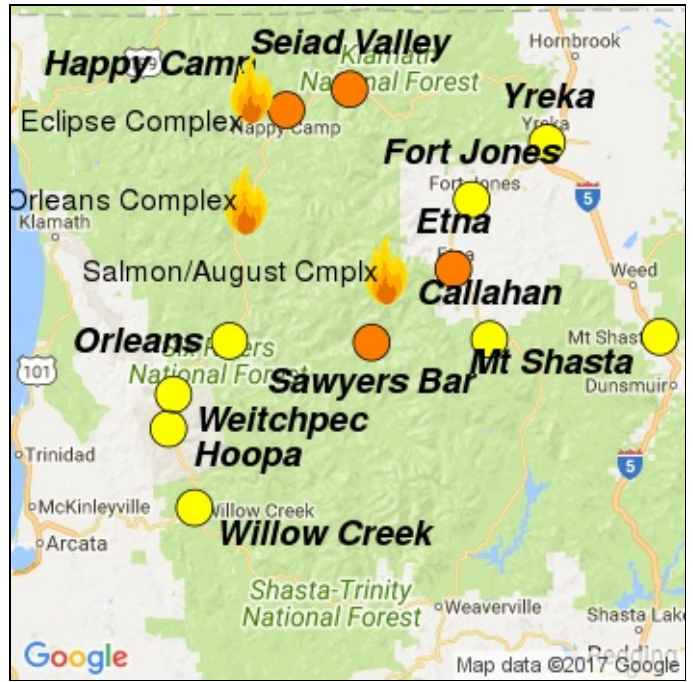 Seiad Valley
Hornbrook
Happy Camp
Klamath
National Forest
Yreka
Yreka
Eclipse Complex
Happy Camp
Fort Jones
Fort Jones
Orleans Complex
5
Klamath
Etna
Etna
Salmon/August Cmplx
Weed
Callahan
Orleans
Mt Shasta
Six Rivers
National Forest
Mt Shasta
101
Sawyers Bar
Dunsmuir
Weitchpec
Hoopa
Trinidad
5
McKinleyville
Willow Creek
Willow Creek
Arcata
Shasta-Trinity
National Forest
Weaverville
Shasta Lake
Redding
Google
Map data ©2017 Google